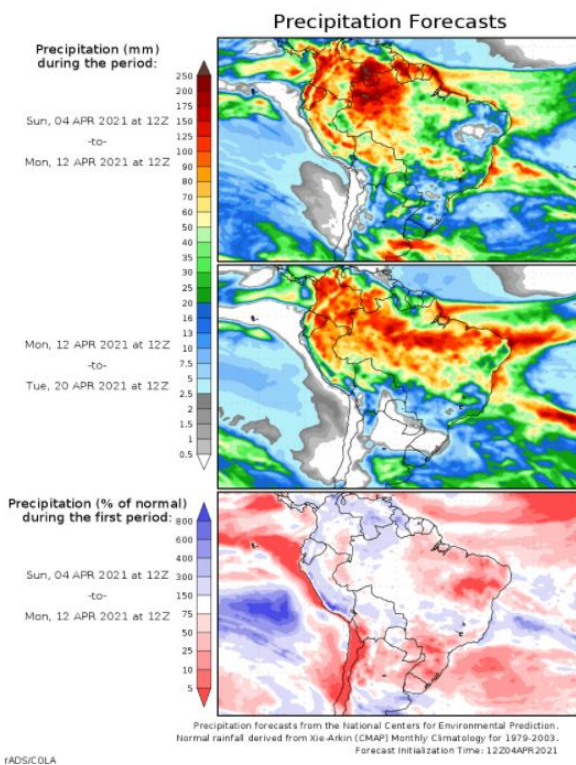 Precipitation Forecasts
Precipitation (mm)
during the period:
Sun, 04 APR 2021 at 12Z
-to-
Mon, 12 APR 2021 at 12Z
250
200
175
150
125
100
90
80
70
60
50
40
35
30
25
20
16
13
10
7.5
5
2.5
2
1.5
1
0.5
Mon, 12 APR 2021 at 12Z
-to-
Tue, 20 APR 2021 at 12Z
Precipitation (% of normal)
during the first period:
Sun, 04 APR 2021 at 12Z
-to-
Mon, 12 APR 2021 at 12Z
800
600
400
300
150
75
50
25
10
5
Precipitation forecasts from the National Centers for Environmental Prediction.
Normal rainfall derived from Xie-Arkin (CMAP) Monthly Climatology for 1979-2003.
Forecast Initialization Time: 12Z04APR2021
rADS/COLA